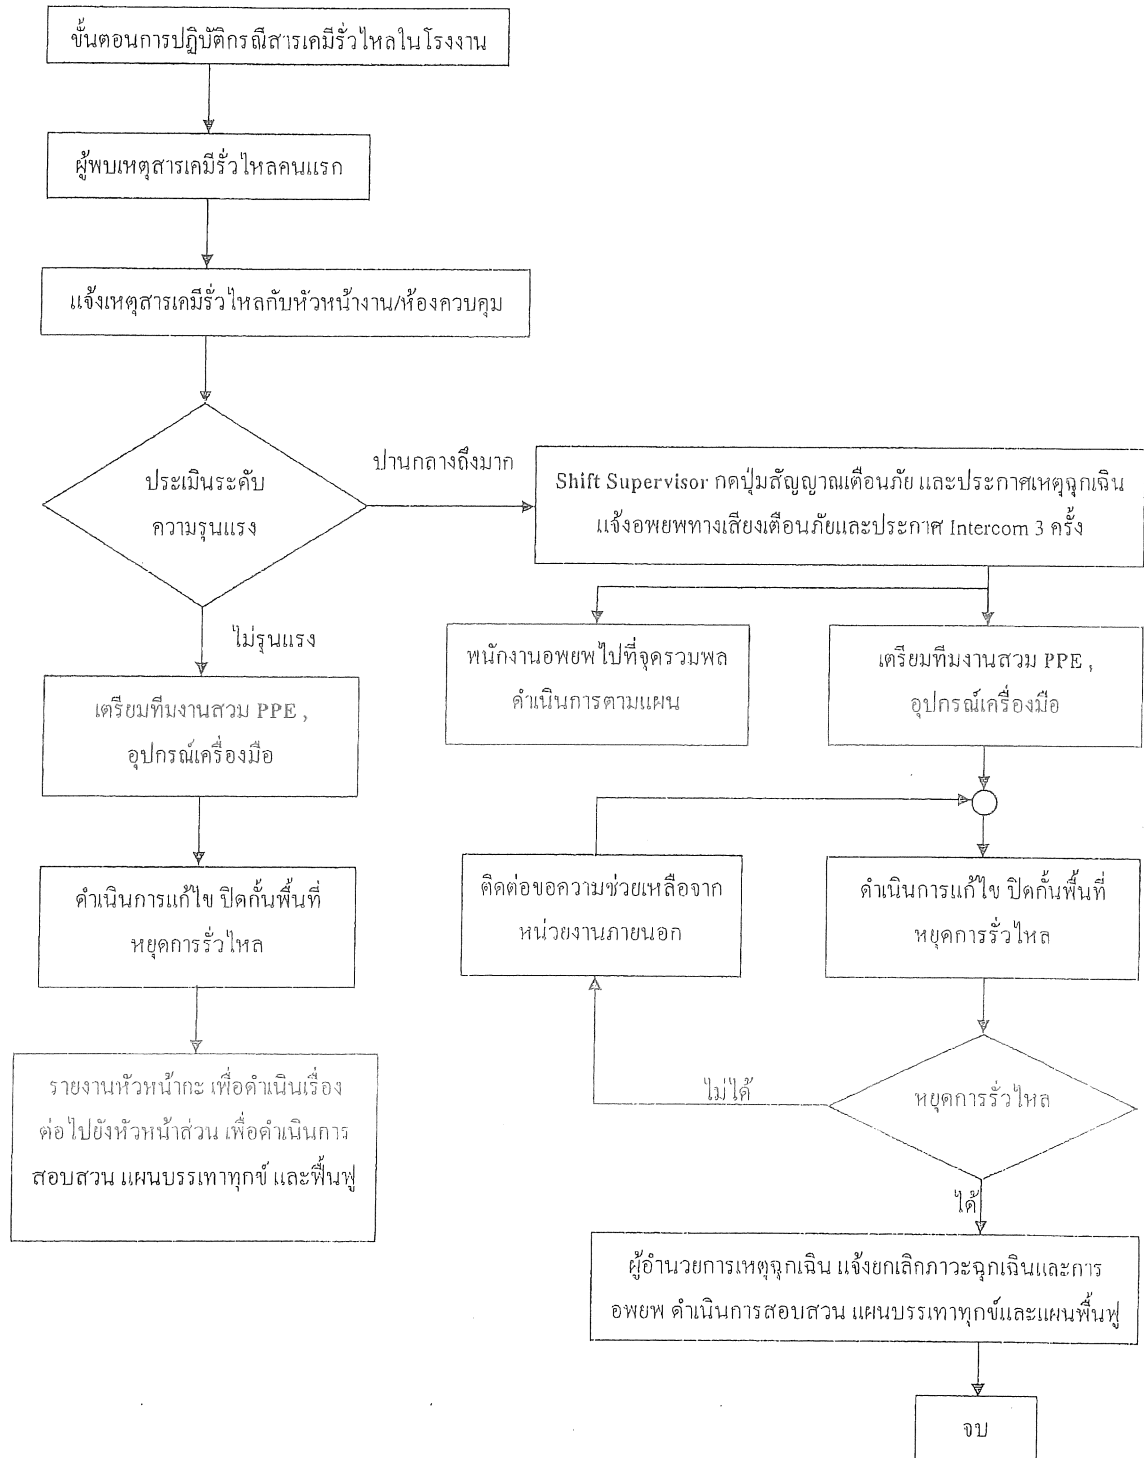 ขั้นตอนการปฏิบัติกรณีสารเคมีรั่วไหลในโรงงาน
ผู้พบเหตุสารเคมีรั่วไหลคนแรก
แจ้งเหตุสารเคมีรั่วไหลกับหัวหน้างาน/ห้องควบคุม
ประเมินระดับ
ความรุนแรง
ปานกลางถึงมาก
Shift Supervisor กดปุ่มสัญญาณเตือนภัย และประกาศเหตุฉุกเฉิน
แจ้งอพยพทางเสียงเตือนภัยและประกาศ Intercom 3 ครั้ง
ไม่รุนแรง
เตรียมทีมงานสวม PPE ,
อุปกรณ์เครื่องมือ
ดำเนินการแก้ไข ปิดกั้นพื้นที่
หยุดการรั่วไหล
รายงานหัวหน้ากะ เพื่อดำเนินเรื่อง
ต่อไปยังหัวหน้าส่วน เพื่อดำเนินการ
สอบสวน แผนบรรเทาทุกข์ และฟื้นฟู
พนักงานอพยพไปที่จุดรวมพล
ดำเนินการตามแผน
เตรียมทีมงานสวม PPE ,
อุปกรณ์เครื่องมือ
ติดต่อขอความช่วยเหลือจาก
หน่วยงานภายนอก
ดำเนินการแก้ไข ปิดกั้นพื้นที่
หยุดการรั่วไหล
ไม่ได้
หยุดการรั่วไหล
ได้
ผู้อำนวยการเหตุฉุกเฉิน แจ้งยกเลิกภาวะฉุกเฉินและการ
อพยพ ดำเนินการสอบสวน แผนบรรเทาทุกข์และแผนฟื้นฟู
จบ